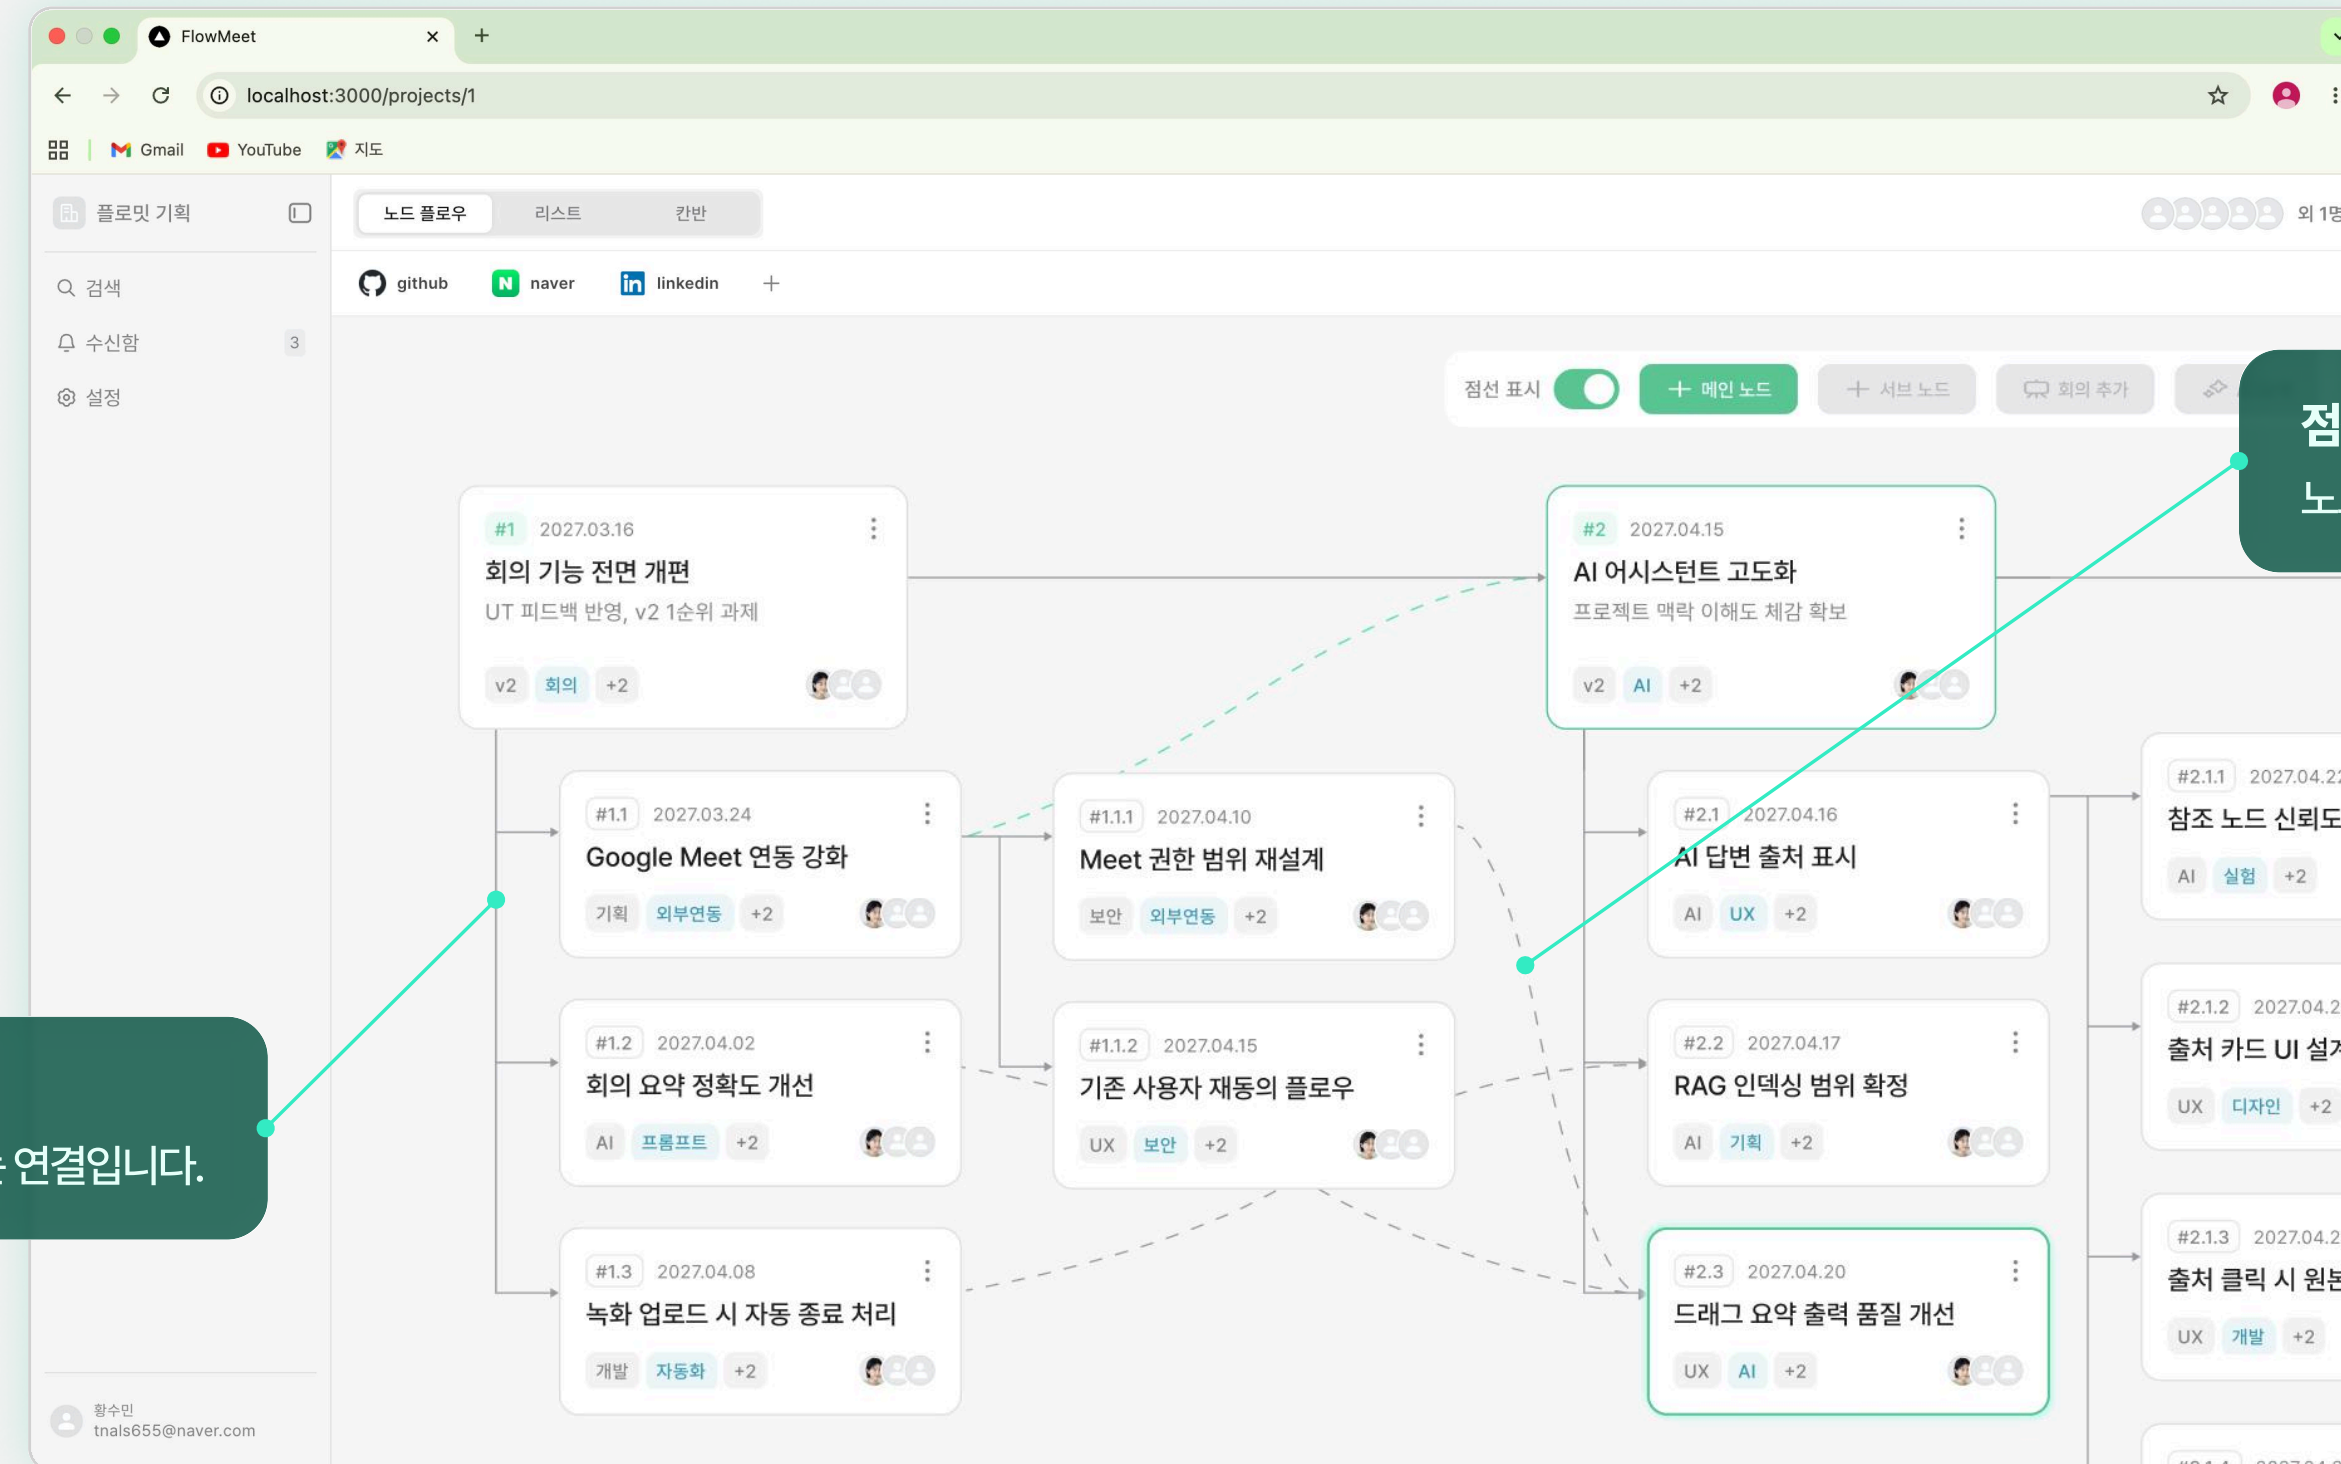 FlowMeet
localhost:3000/projects/1
Gmail YouTube 지도
플로밋 기획
노드 플로우 리스트 칸반
외 1명
검색
github naver linkedin
수신함 3
설정
점선 표시 메인 노드 서브 노드 회의 추가
#1 2027.03.16
회의 기능 전면 개편
UT 피드백 반영, v2 1순위 과제
v2 회의 +2
#2 2027.04.15
AI 어시스턴트 고도화
프로젝트 맥락 이해도 체감 확보
v2 AI +2
점
노
#1.1 2027.03.24
Google Meet 연동 강화
기획 외부연동 +2
#1.1.1 2027.04.10
Meet 권한 범위 재설계
보안 외부연동 +2
#2.1 2027.04.16
AI 답변 출처 표시
AI UX +2
#2.1.1 2027.04.22
참조 노드 신뢰도
AI 실험 +2
#1.2 2027.04.02
회의 요약 정확도 개선
AI 프롬프트 +2
#1.1.2 2027.04.15
기존 사용자 재동의 플로우
UX 보안 +2
#2.2 2027.04.17
RAG 인덱싱 범위 확정
AI 기획 +2
#2.1.2 2027.04.2
출처 카드 UI 설계
UX 디자인 +2
연결입니다.
#1.3 2027.04.08
녹화 업로드 시 자동 종료 처리
개발 자동화 +2
#2.3 2027.04.20
드래그 요약 출력 품질 개선
UX AI +2
#2.1.3 2027.04.2
출처 클릭 시 원본
UX 개발 +2
황수민
tnals655@naver.com